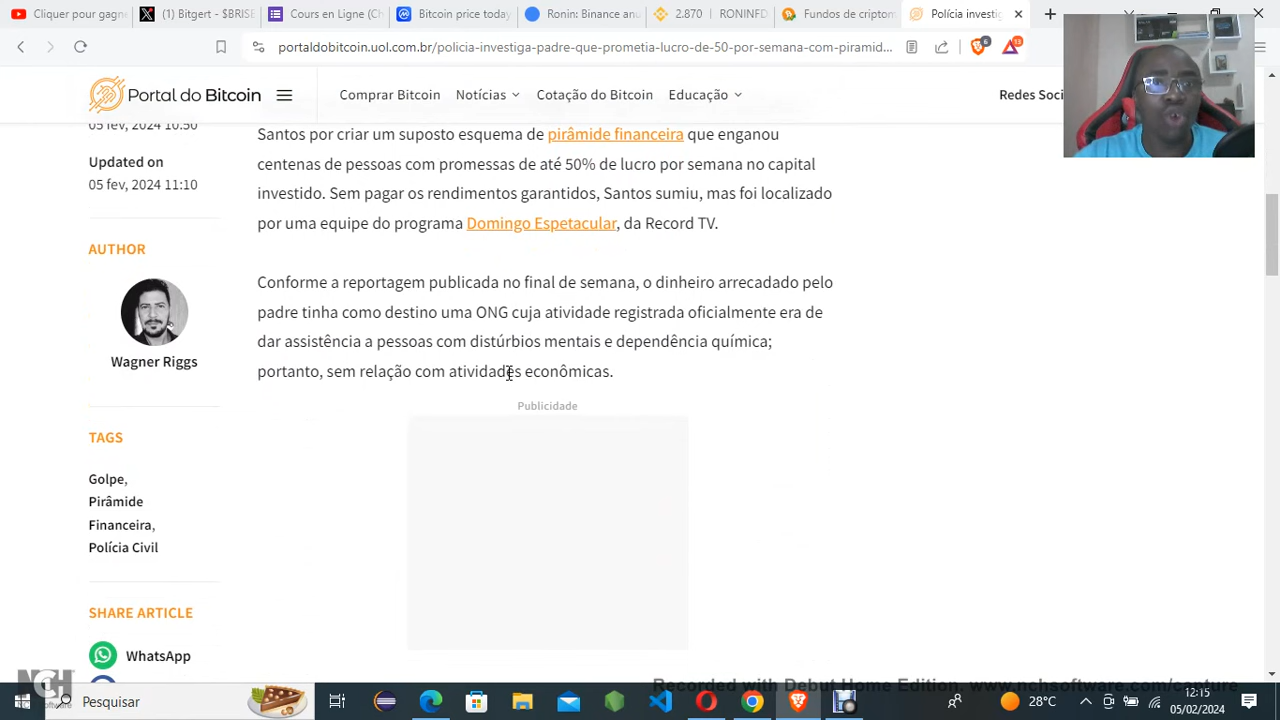 Cliquer para gagne
(1) Bitgert - $BRISE
Cours en Ligne (Ch
Bitcoin price today
Ronin: Binance an
2.870
RONINFD
Fundos de criptom
Polícia investig
portaldobitcoin.uol.com.br/policia-investiga-padre-que-prometia-lucro-de-50-por-semana-com-piramid...
Portal do Bitcoin
Comprar Bitcoin
Notícias
Cotação do Bitcoin
Educação
Redes Soci
05 fev, 2024 10:50
Updated on
05 fev, 2024 11:10
AUTHOR
Wagner Riggs
TAGS
Golpe,
Pirâmide
Financeira,
Polícia Civil
SHARE ARTICLE
WhatsApp
Santos por criar um suposto esquema de pirâmide financeira que enganou
centenas de pessoas com promessas de até 50% de lucro por semana no capital
investido. Sem pagar os rendimentos garantidos, Santos sumiu, mas foi localizado
por uma equipe do programa Domingo Espetacular, da Record TV.
Conforme a reportagem publicada no final de semana, o dinheiro arrecadado pelo
padre tinha como destino uma ONG cuja atividade registrada oficialmente era de
dar assistência a pessoas com distúrbios mentais e dependência química;
portanto, sem relação com atividades econômicas.
Publicidade
NCH
Recorded with Debut Home Edition. www.nchsoftware.com/capture
Pesquisar
28°C
12:15
05/02/2024